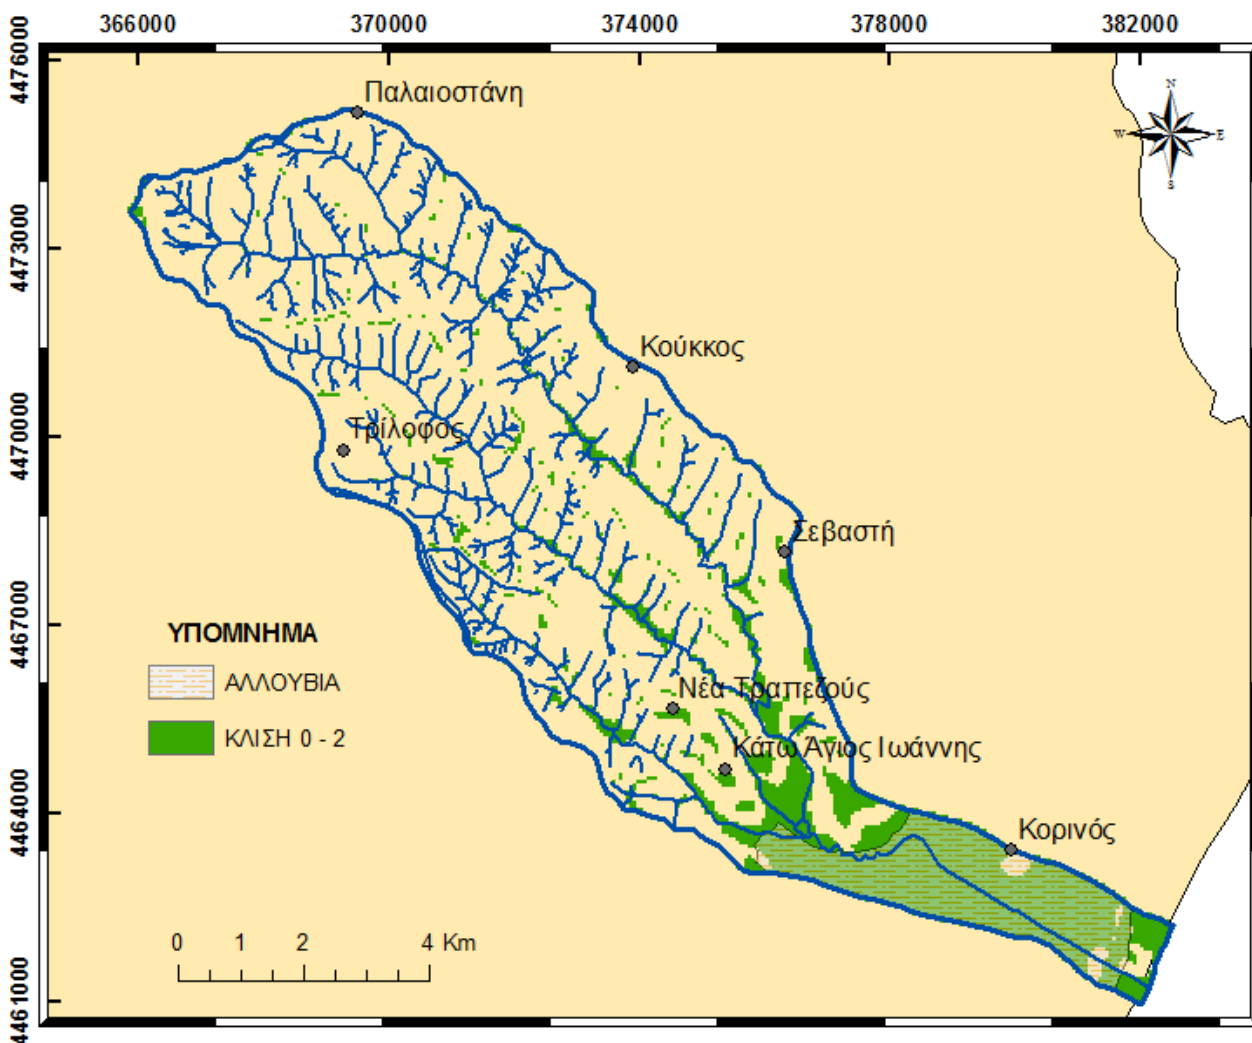 366000 370000 374000 378000 382000
4476000
4473000
4470000
4467000
4464000
4461000
N
W E
S
Παλαιοστάνη
Κούκκος
Τρίλοφος
Σεβαστή
ΥΠΟΜΝΗΜΑ
ΑΛΛΟΥΒΙΑ
ΚΛΙΣΗ 0 - 2
Νέα Τραπεζούς
Κάτω Άγιος Ιωάννης
Κορινός
0 1 2 4 Km